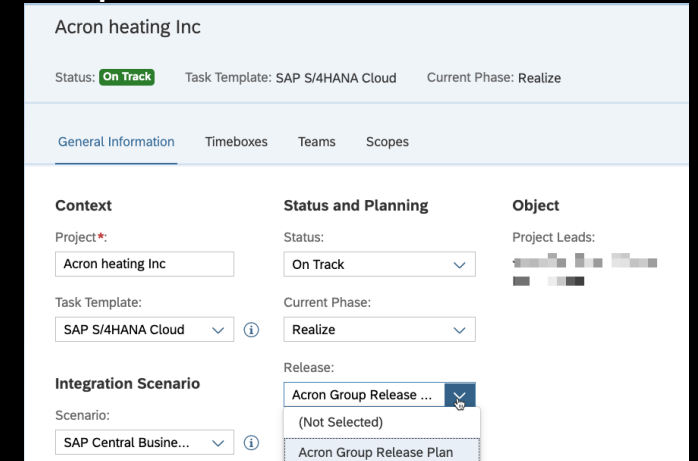 Acron heating Inc
Status: On Track Task Template: SAP S/4HANA Cloud Current Phase: Realize
General Information Timeboxes Teams Scopes
Context
Project*:
Acron heating Inc
Task Template:
SAP S/4HANA Cloud
Integration Scenario
Scenario:
SAP Central Busine...
Status and Planning
Status:
On Track
Current Phase:
Realize
Release:
Acron Group Release ...
(Not Selected)
Acron Group Release Plan
Object
Project Leads: